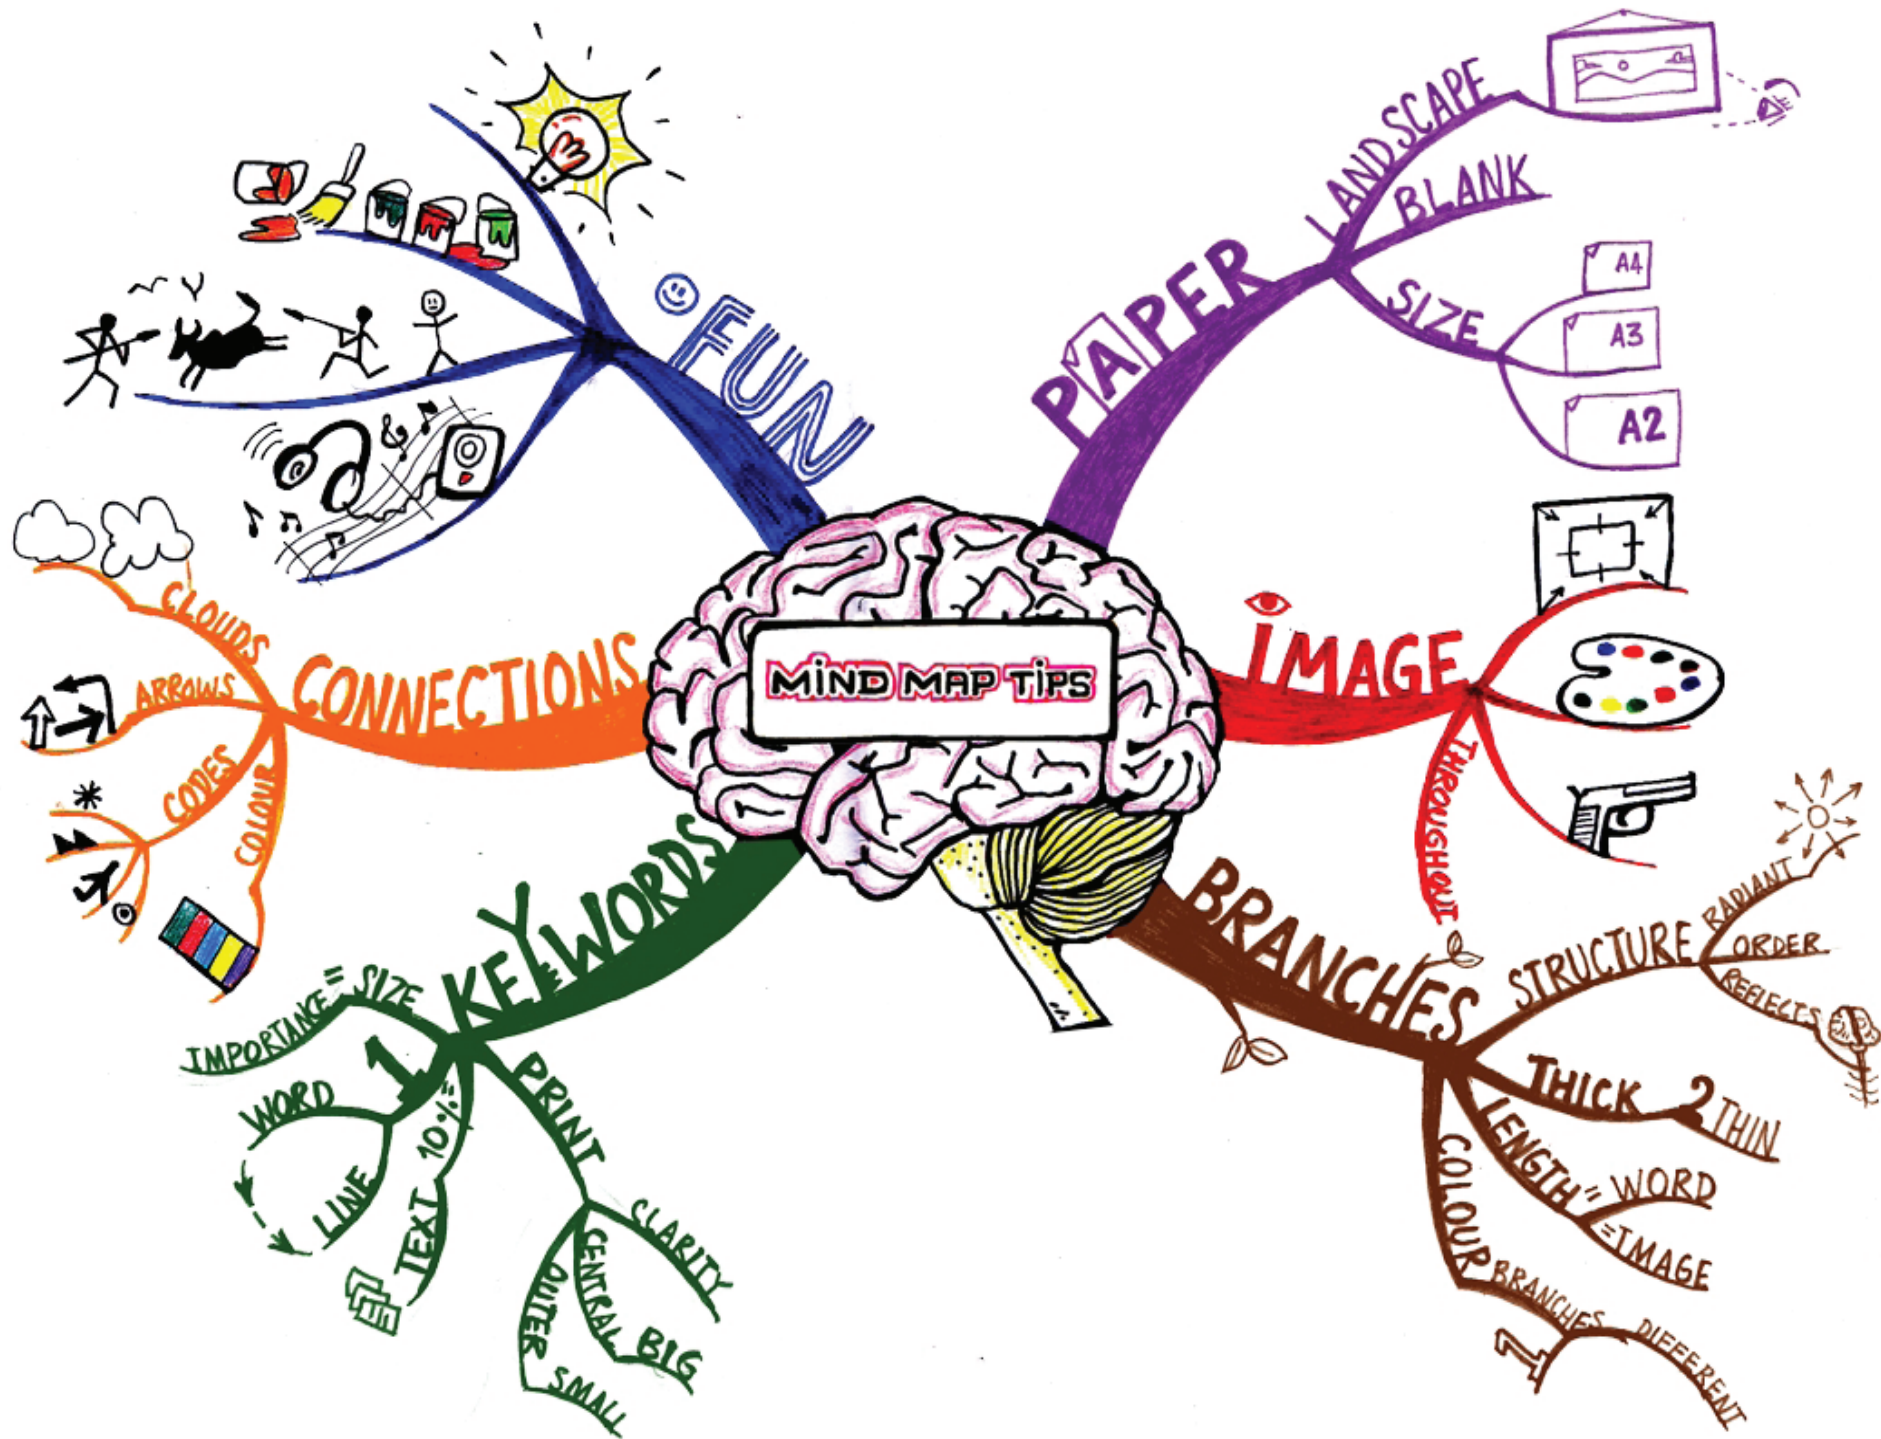 MIND MAP TIPS
PAPER
LANDSCAPE
BLANK
SIZE
A4
A3
A2
IMAGE
THROUGHOUT
BRANCHES
STRUCTURE
RADIANT
ORDER
REFLECTS
THICK
2
THIN
LENGTH
= WORD
= IMAGE
COLOUR
BRANCHES
DIFFERENT
1
KEYWORDS
PRINT
CLARITY
CENTRAL
BIG
OUTER
SMALL
10%=
TEXT
1
WORD
LINE
SIZE
=
IMPORTANCE
CONNECTIONS
CLOUDS
ARROWS
CODES
COLOUR
FUN